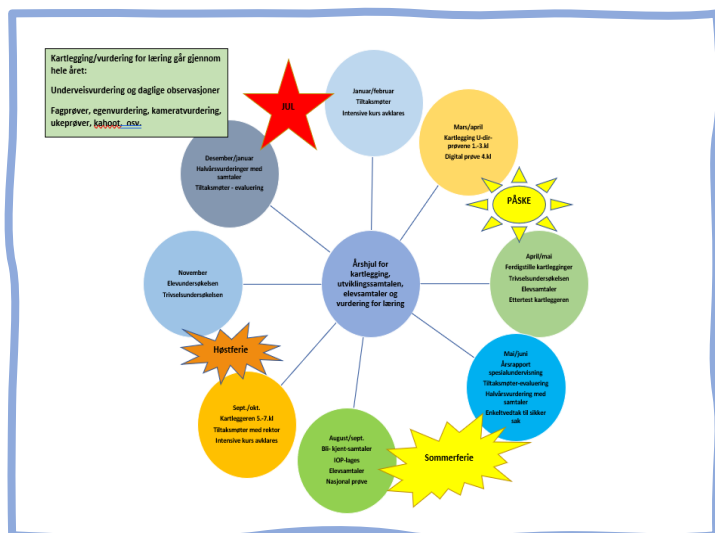 Kartlegging/vurdering for læring går gjennom
hele året:
Underveisvurdering og daglige observasjoner
Fagprøver, egenvurdering, kameratvurdering,
ukeprøver, kahoot, osv.
JUL
Januar/februar
Tiltaksmøter
Intensive kurs avklares
Mars/april
Kartlegging U-dir-
prøvene 1.-3.kl
Digital prøve 4.kl
PÅSKE
April/mai
Ferdigstille kartlegginger
Trivselsundersøkelsen
Elevsamtaler
Ettertest kartleggeren
Mai/juni
Årsrapport
spesialundervisning
Tiltaksmøter-evaluering
Halvårsvurdering med
samtaler
Enkeltvedtak til sikker
sak
Sommerferie
August/sept.
Bli- kjent-samtaler
IOP-lages
Elevsamtaler
Nasjonal prøve
Sept./okt.
Kartleggeren 5.-7.kl
Tiltaksmøter med rektor
Intensive kurs avklares
Høstferie
November
Elevundersøkelsen
Trivselsundersøkelsen
Desember/januar
Halvårsvurderinger med
samtaler
Tiltaksmøter - evaluering
Årshjul for
kartlegging,
utviklingssamtalen,
elevsamtaler og
vurdering for læring